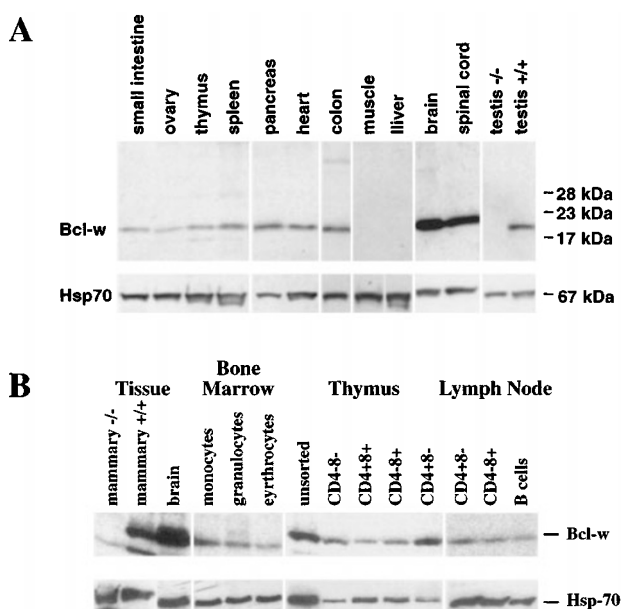 A
small intestine
ovary
thymus
spleen
pancreas
heart
colon
muscle
lliver
brain
spinal cord
testis -/-
testis +/+
28 kDa
23 kDa
Bcl-w
17 kDa
Hsp70
67 kDa
B
Tissue
Bone
Marrow
Thymus
Lymph Node
mammary -/-
mammary +/+
brain
monocytes
granulocytes
eyrthrocytes
unsorted
CD4-8-
CD4+8+
CD4-8+
CD4+8-
CD4+8-
CD4-8+
B cells
Bcl-w
Hsp-70